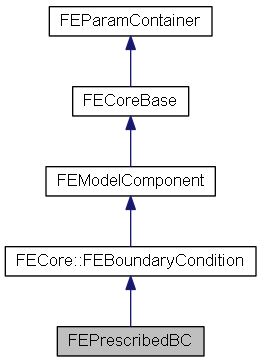 FEParamContainer
FECoreBase
FEModelComponent
FECore::FEBoundaryCondition
FEPrescribedBC